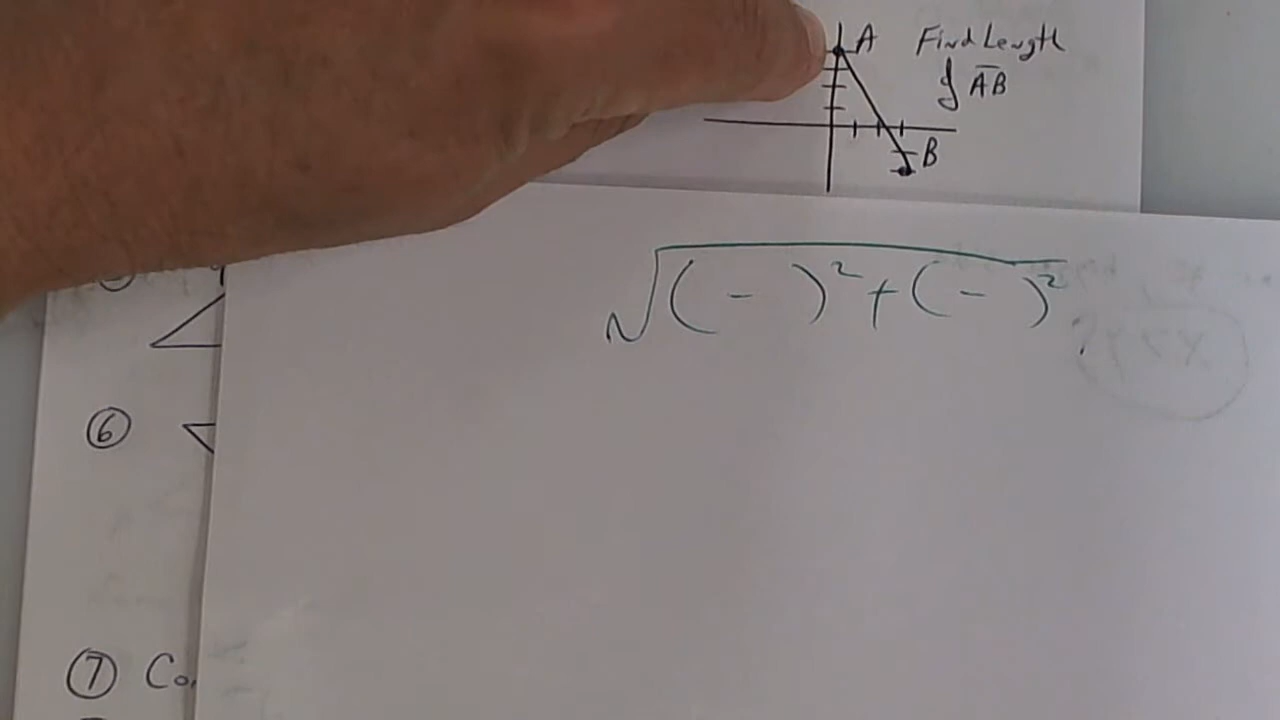 A Find Length
of AB
B
√(-)²+(-)²
6
7 Co